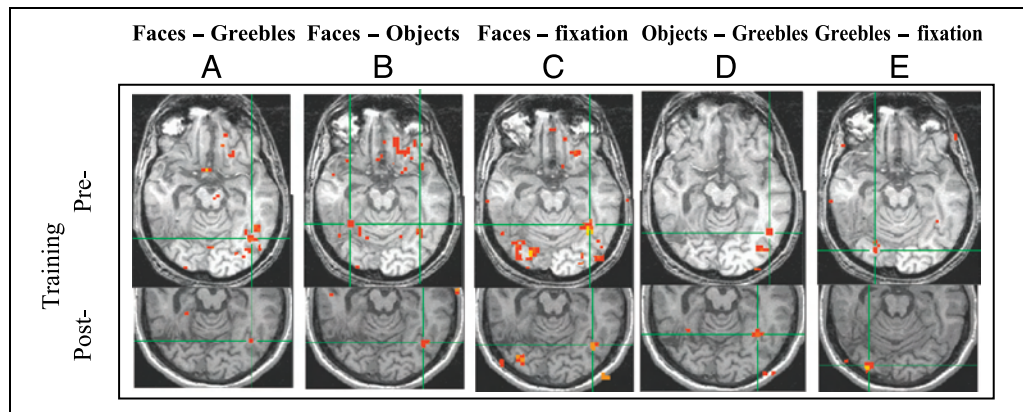 Faces – Greebles Faces – Objects Faces – fixation Objects – Greebles Greebles – fixation
A B C D E
Training
Pre-
Post-